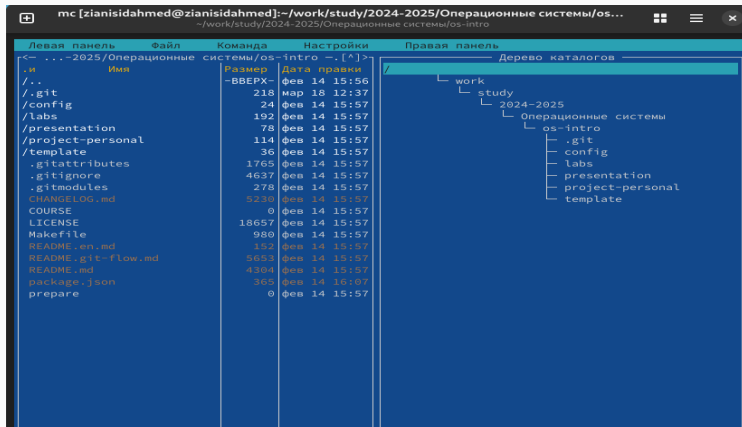 mc [zianisidahmed@zianisidahmed]:~/work/study/2024-2025/Операционные системы/os...
~/work/study/2024-2025/Операционные системы/os-intro
Левая панель Файл Команда Настройки Правая панель
<— ...-2025/Операционные системы/os-intro —.[^]>
.и Имя Размер Дата правки
/.. -ВВЕРХ- фев 14 15:56
/.git 218 мар 18 12:37
/config 24 фев 14 15:57
/labs 192 фев 14 15:57
/presentation 78 фев 14 15:57
/project-personal 114 фев 14 15:57
/template 36 фев 14 15:57
.gitattributes 1765 фев 14 15:57
.gitignore 4637 фев 14 15:57
.gitmodules 278 фев 14 15:57
CHANGELOG.md 5230 фев 14 15:57
COURSE 0 фев 14 15:57
LICENSE 18657 фев 14 15:57
Makefile 980 фев 14 15:57
README.en.md 152 фев 14 15:57
README.git-flow.md 5653 фев 14 15:57
README.md 4304 фев 14 15:57
package.json 365 фев 14 16:07
prepare 0 фев 14 15:57
Дерево каталогов
/
work
study
2024-2025
Операционные системы
os-intro
.git
config
labs
presentation
project-personal
template